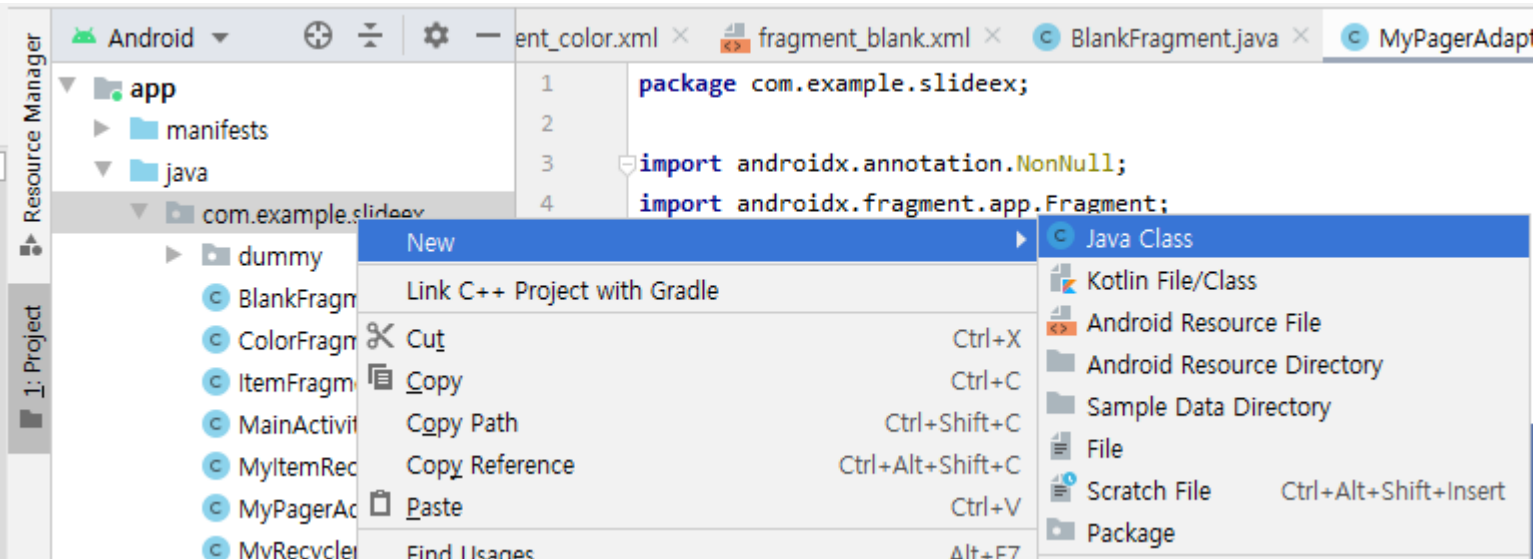 Resource Manager
1: Project
Android
app
manifests
java
com.example.slideex
dummy
BlankFragm
ColorFragm
ItemFragm
MainActivit
MyItemRec
MyPagerAd
MyRecycler
ent_color.xml
fragment_blank.xml
BlankFragment.java
MyPagerAdapt
1 package com.example.slideex;
2
3 import androidx.annotation.NonNull;
4 import androidx.fragment.app.Fragment;
New
Link C++ Project with Gradle
Cut Ctrl+X
Copy Ctrl+C
Copy Path Ctrl+Shift+C
Copy Reference Ctrl+Alt+Shift+C
Paste Ctrl+V
Find Usages Alt+F7
Java Class
Kotlin File/Class
Android Resource File
Android Resource Directory
Sample Data Directory
File
Scratch File Ctrl+Alt+Shift+Insert
Package